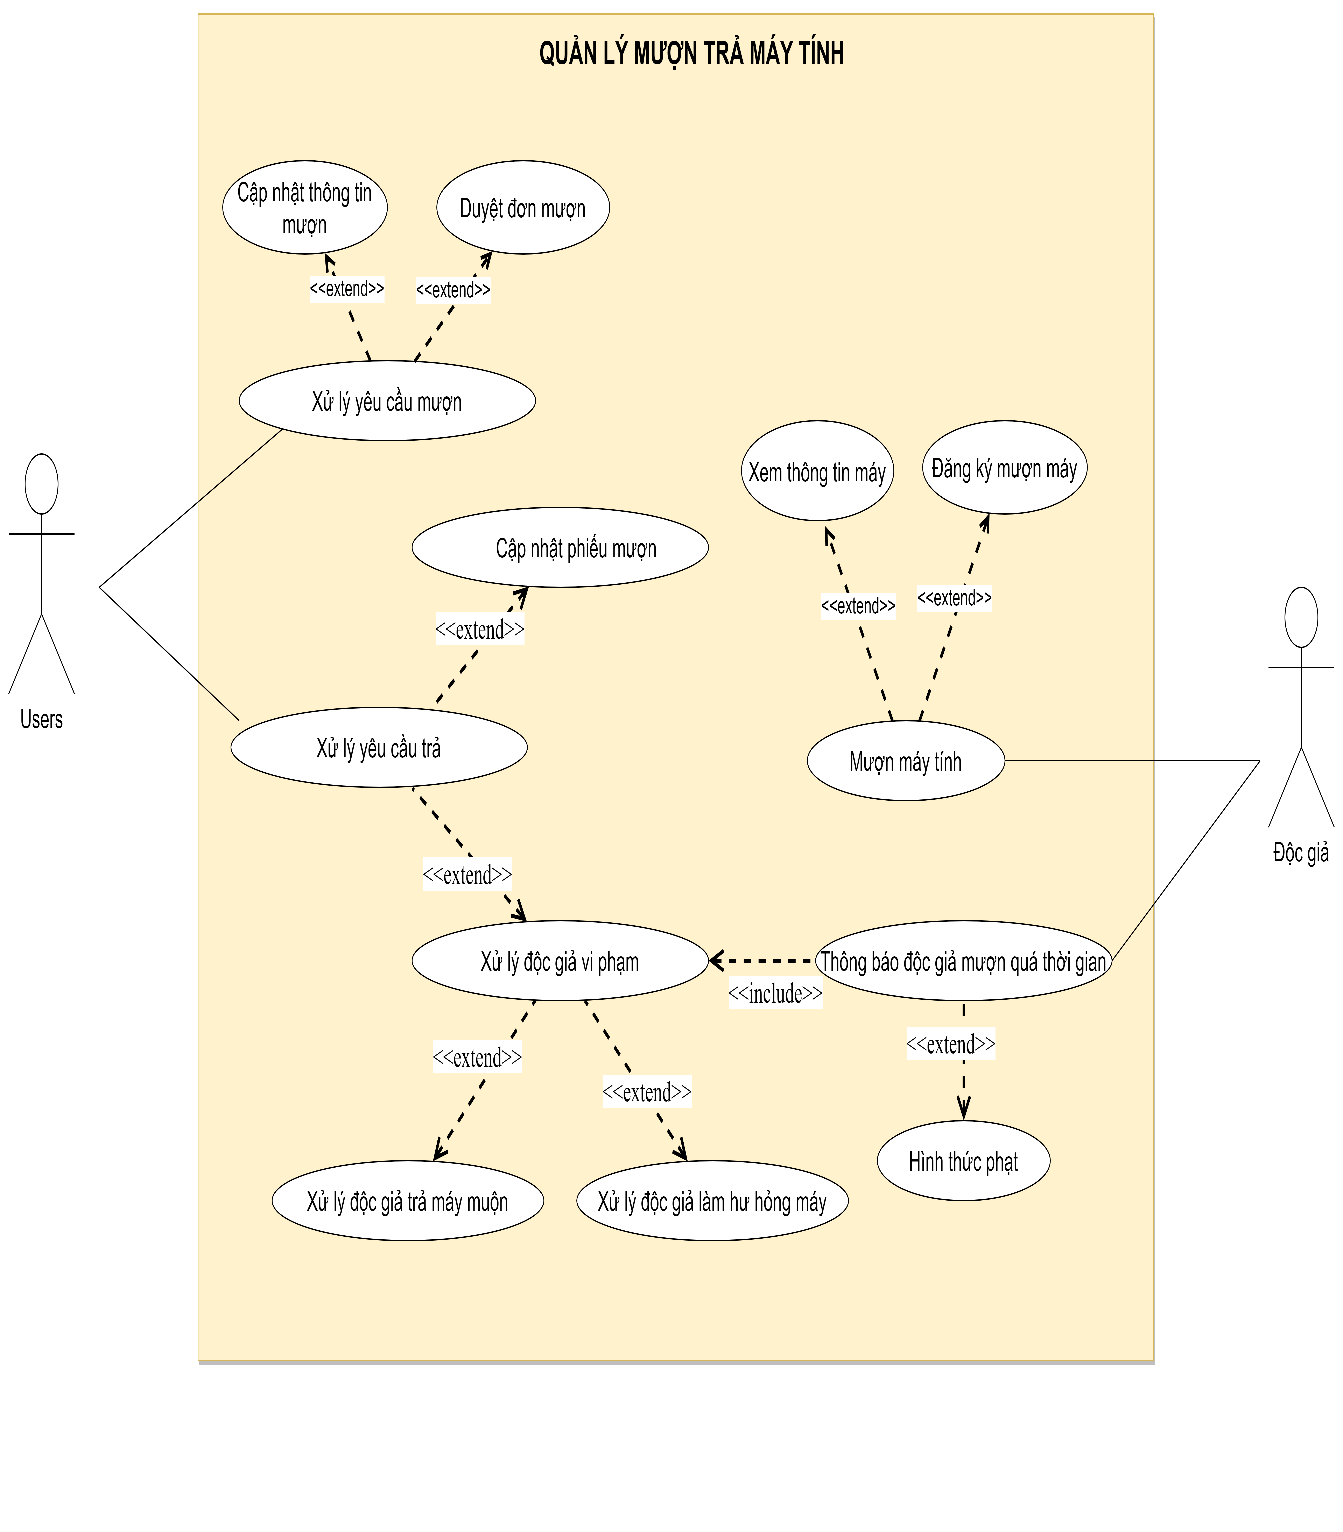 QUẢN LÝ MƯỢN TRẢ MÁY TÍNH
Cập nhật thông tin
mượn
Duyệt đơn mượn
<<extend>>
<<extend>>
Xử lý yêu cầu mượn
Xem thông tin máy
Đăng ký mượn máy
Cập nhật phiếu mượn
<<extend>>
<<extend>>
<<extend>>
Users
Xử lý yêu cầu trả
Mượn máy tính
Độc giả
<<extend>>
Xử lý độc giả vi phạm
Thông báo độc giả mượn quá thời gian
<<include>>
<<extend>>
<<extend>>
<<extend>>
Hình thức phạt
Xử lý độc giả trả máy muộn
Xử lý độc giả làm hư hỏng máy